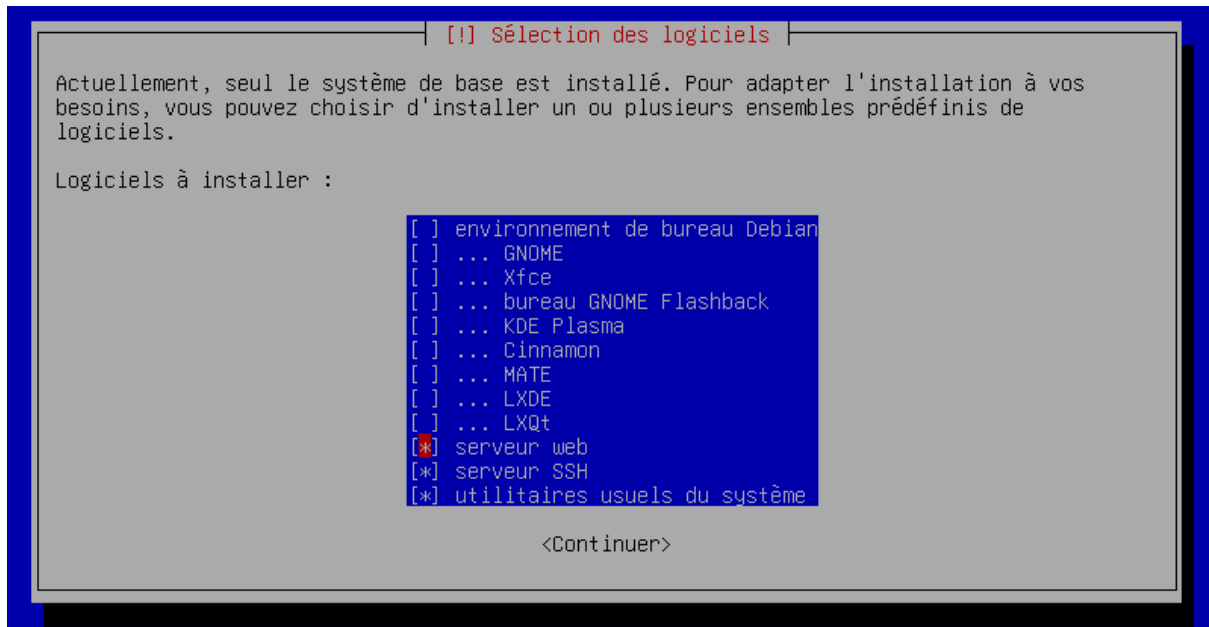 [!] Sélection des logiciels
Actuellement, seul le système de base est installé. Pour adapter l'installation à vos
besoins, vous pouvez choisir d'installer un ou plusieurs ensembles prédéfinis de
logiciels.
Logiciels à installer :
[ ] environnement de bureau Debian
[ ] ... GNOME
[ ] ... Xfce
[ ] ... bureau GNOME Flashback
[ ] ... KDE Plasma
[ ] ... Cinnamon
[ ] ... MATE
[ ] ... LXDE
[ ] ... LXQt
[*] serveur web
[*] serveur SSH
[*] utilitaires usuels du système
<Continuer>